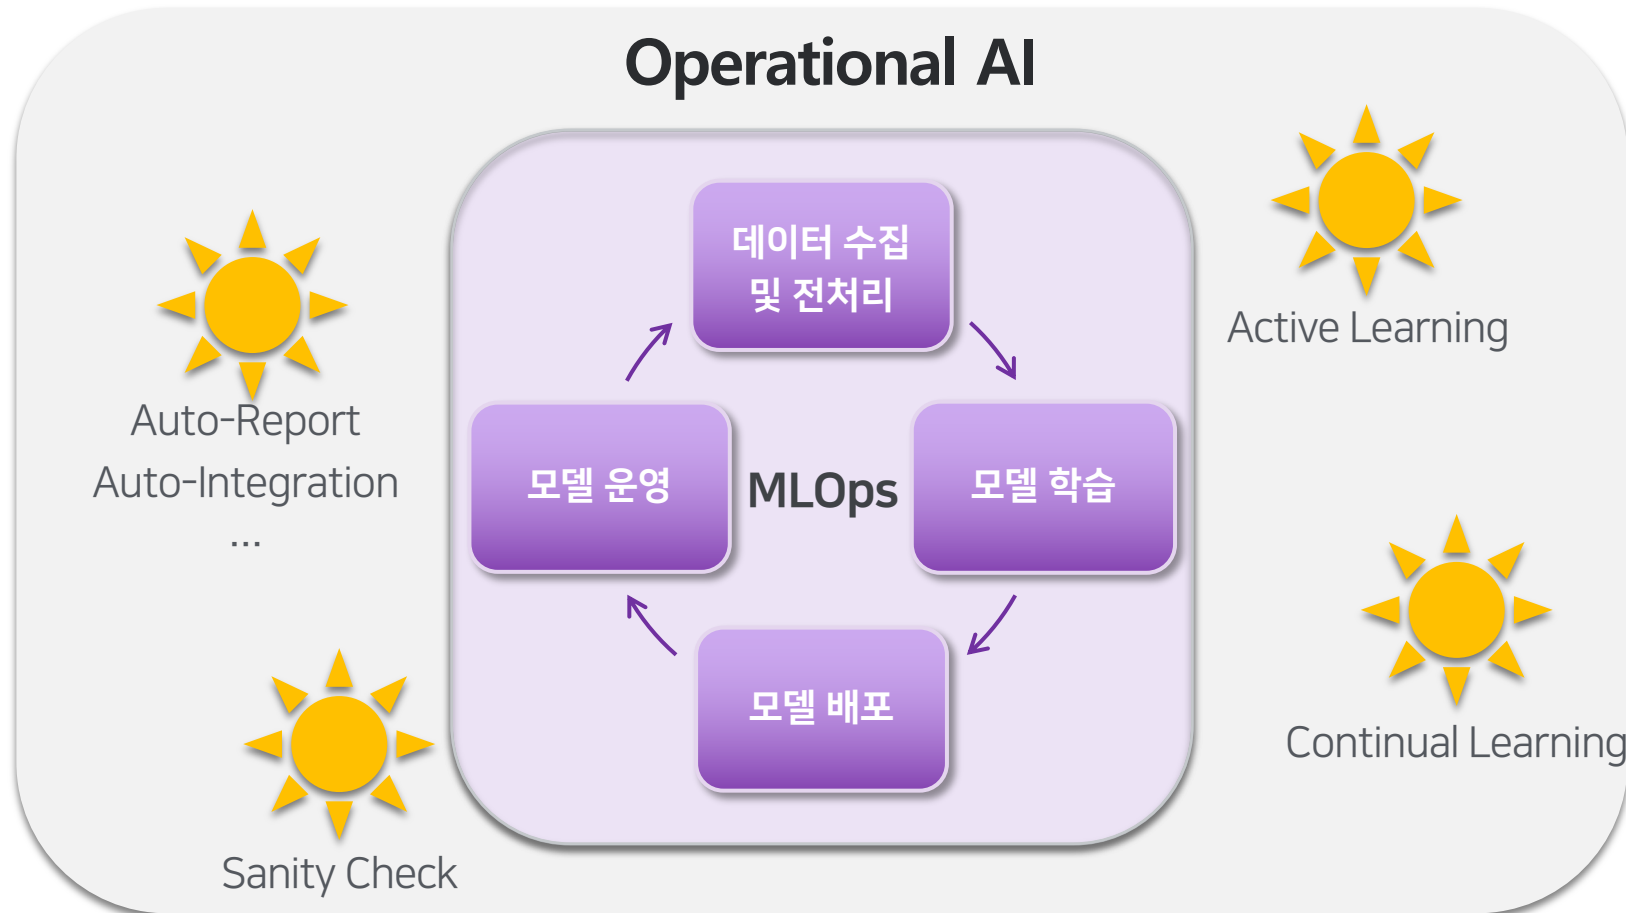 Operational AI
데이터 수집
및 전처리
Active Learning
Auto-Report
Auto-Integration
...
모델 운영
MLOps
모델 학습
모델 배포
Continual Learning
Sanity Check